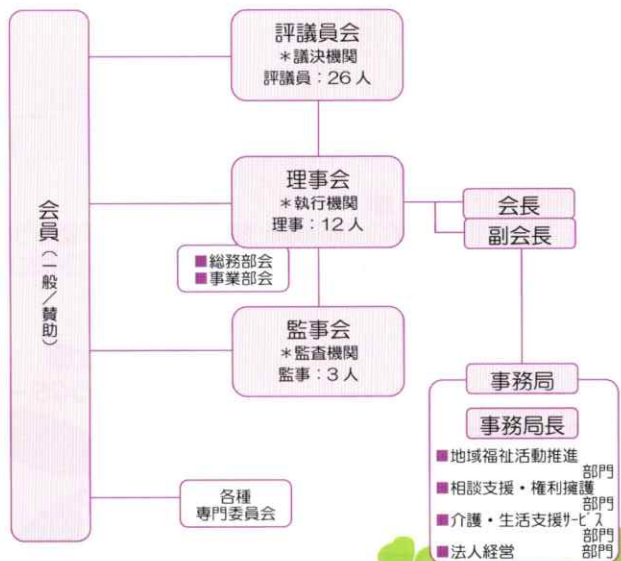 評議員会
＊議決機関
評議員：26人
理事会
＊執行機関
理事：12人
■総務部会
■事業部会
監事会
＊監査機関
監事：3人
各種
専門委員会
会員（一般／賛助）
会長
副会長
事務局
事務局長
■地域福祉活動推進
部門
■相談支援・権利擁護
部門
■介護・生活支援サービス
部門
■法人経営 部門